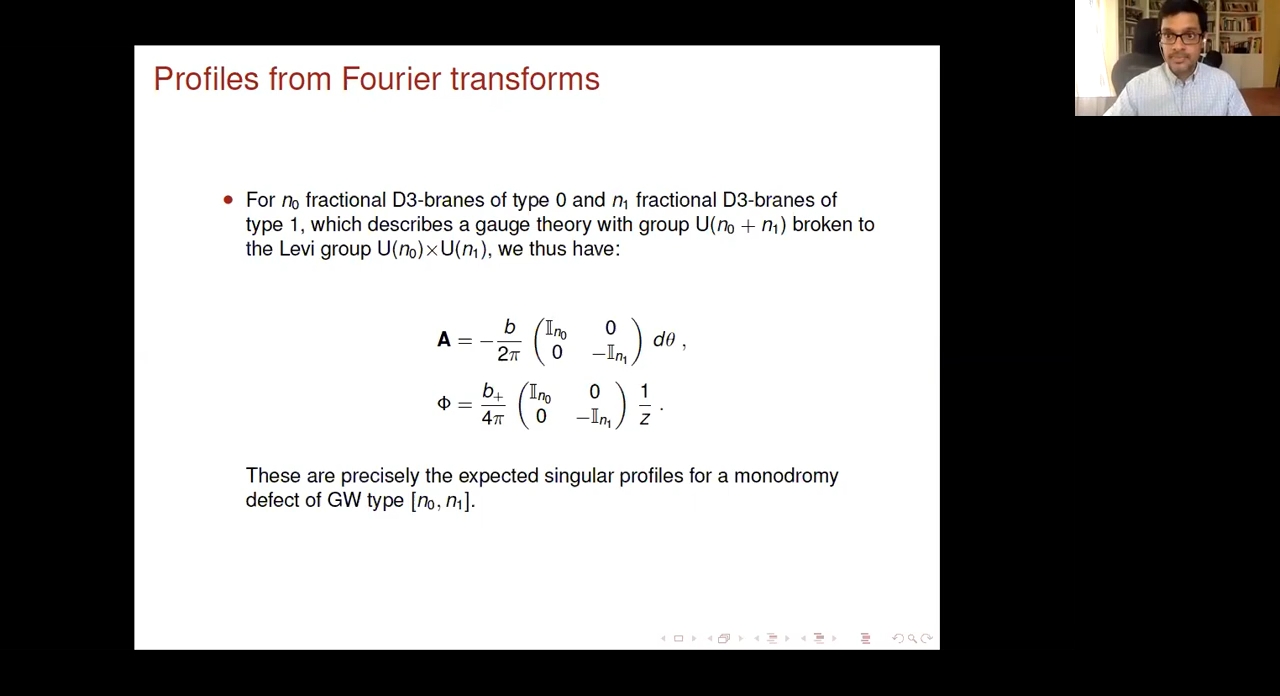 Profiles from Fourier transforms
• For n₀ fractional D3-branes of type 0 and n₁ fractional D3-branes of
type 1, which describes a gauge theory with group U(n₀ + n₁) broken to
the Levi group U(n₀)×U(n₁), we thus have:
A = − b/2π ( 𝕀ₙ₀ 0 ; 0 −𝕀ₙ₁ ) dθ ,
Φ = b₊/4π ( 𝕀ₙ₀ 0 ; 0 −𝕀ₙ₁ ) 1/z .
These are precisely the expected singular profiles for a monodromy
defect of GW type [n₀, n₁].